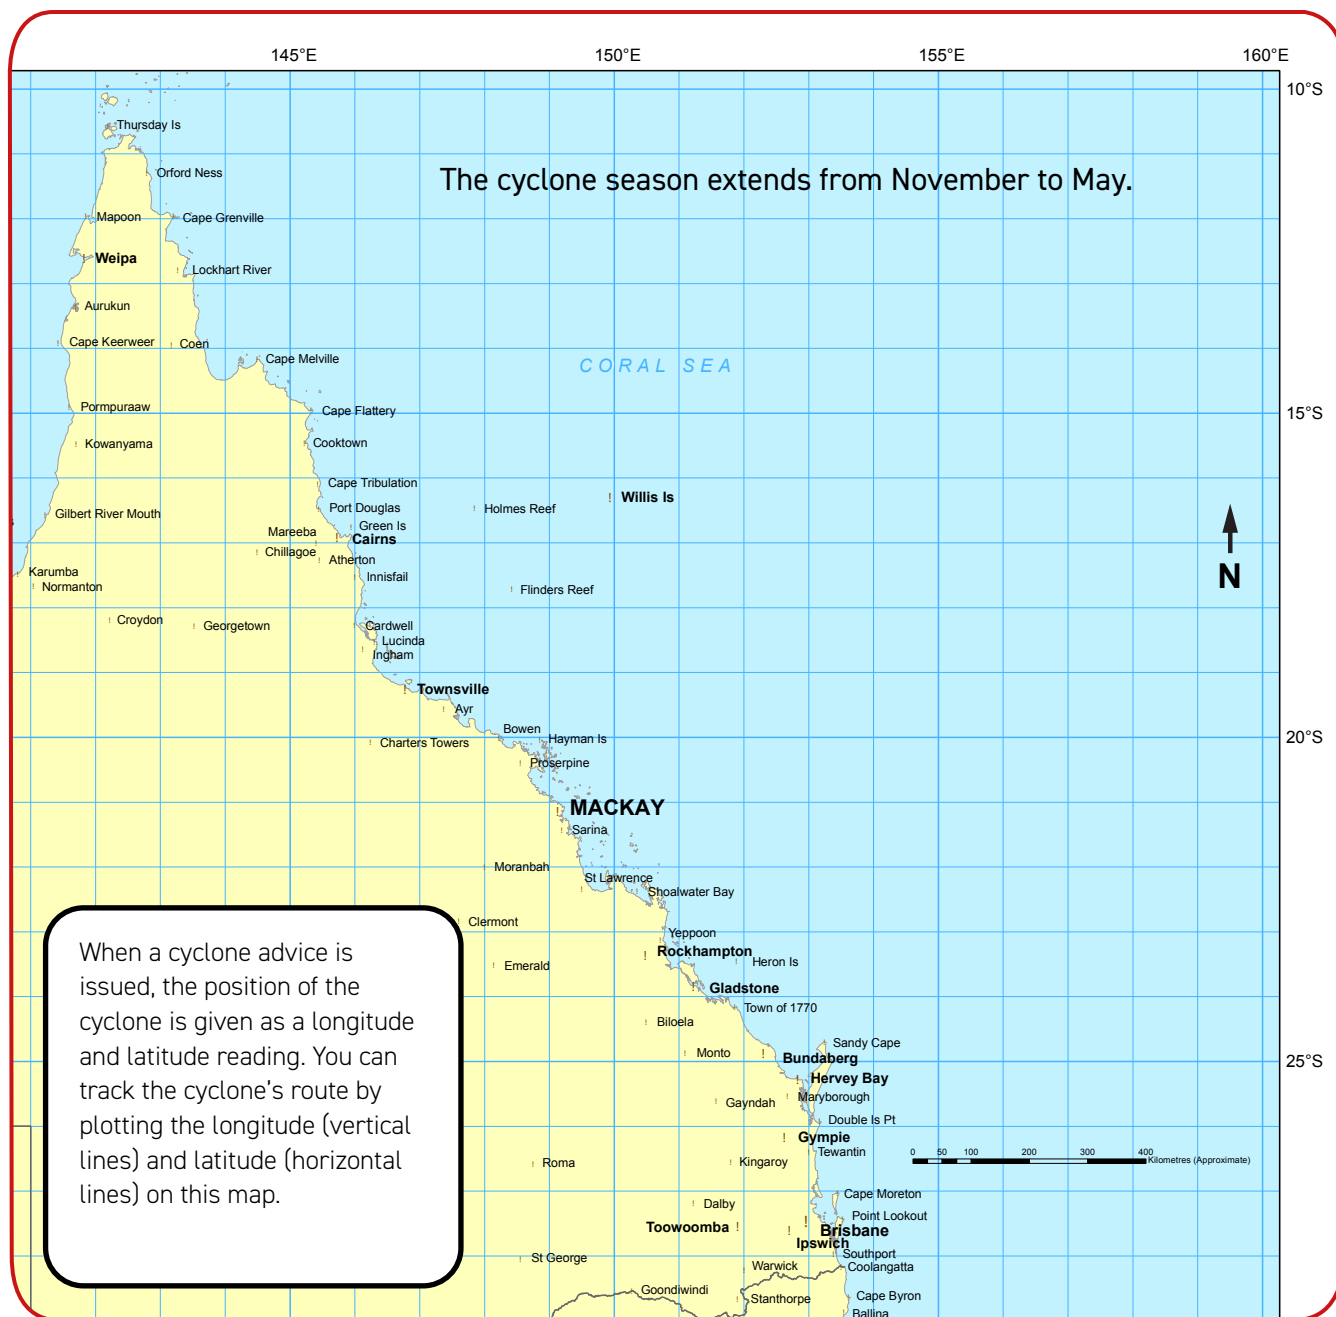 145°E 150°E 155°E 160°E
10°S
Thursday Is
Orford Ness
The cyclone season extends from November to May.
Mapoon
Cape Grenville
Weipa
Lockhart River
Aurukun
Cape Keerweer
Coen
Cape Melville
CORAL SEA
Pormpuraaw
Cape Flattery
15°S
Kowanyama
Cooktown
Cape Tribulation
Willis Is
Port Douglas
Holmes Reef
Gilbert River Mouth
Green Is
Mareeba
Cairns
Chillagoe
Atherton
N
Karumba
Innisfail
Normanton
Flinders Reef
Croydon
Georgetown
Cardwell
Lucinda
Ingham
Townsville
Ayr
Bowen
Hayman Is
20°S
Charters Towers
Proserpine
MACKAY
Sarina
Moranbah
St Lawrence
Shoalwater Bay
Clermont
Yeppoon
Rockhampton
Heron Is
Emerald
Gladstone
Town of 1770
Biloela
Sandy Cape
Monto
Bundaberg
25°S
Hervey Bay
Maryborough
Gayndah
Double Is Pt
Gympie
Tewantin
0 25 50 75 100 200 300 400
Kilometres (Approximate)
Roma
Kingaroy
Cape Moreton
Dalby
Point Lookout
Toowoomba
Brisbane
Ipswich
Southport
St George
Warwick
Coolangatta
Goondiwindi
Stanthorpe
Cape Byron
Ballina
When a cyclone advice is
issued, the position of the
cyclone is given as a longitude
and latitude reading. You can
track the cyclone's route by
plotting the longitude (vertical
lines) and latitude (horizontal
lines) on this map.